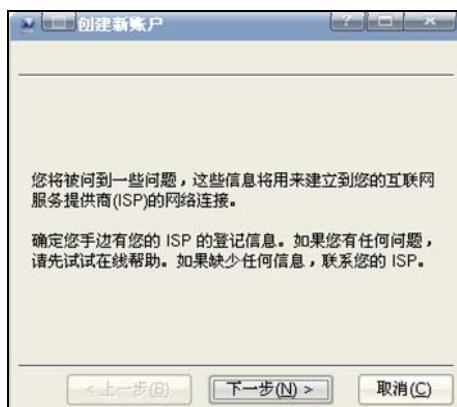 创建新账户
您将被问到一些问题，这些信息将用来建立到您的互联网
服务提供商(ISP)的网络连接。
确定您手边有您的 ISP 的登记信息。如果您有任何问题，
请先试试在线帮助。如果缺少任何信息，联系您的 ISP。
< 上一步(B) 下一步(N) > 取消(C)